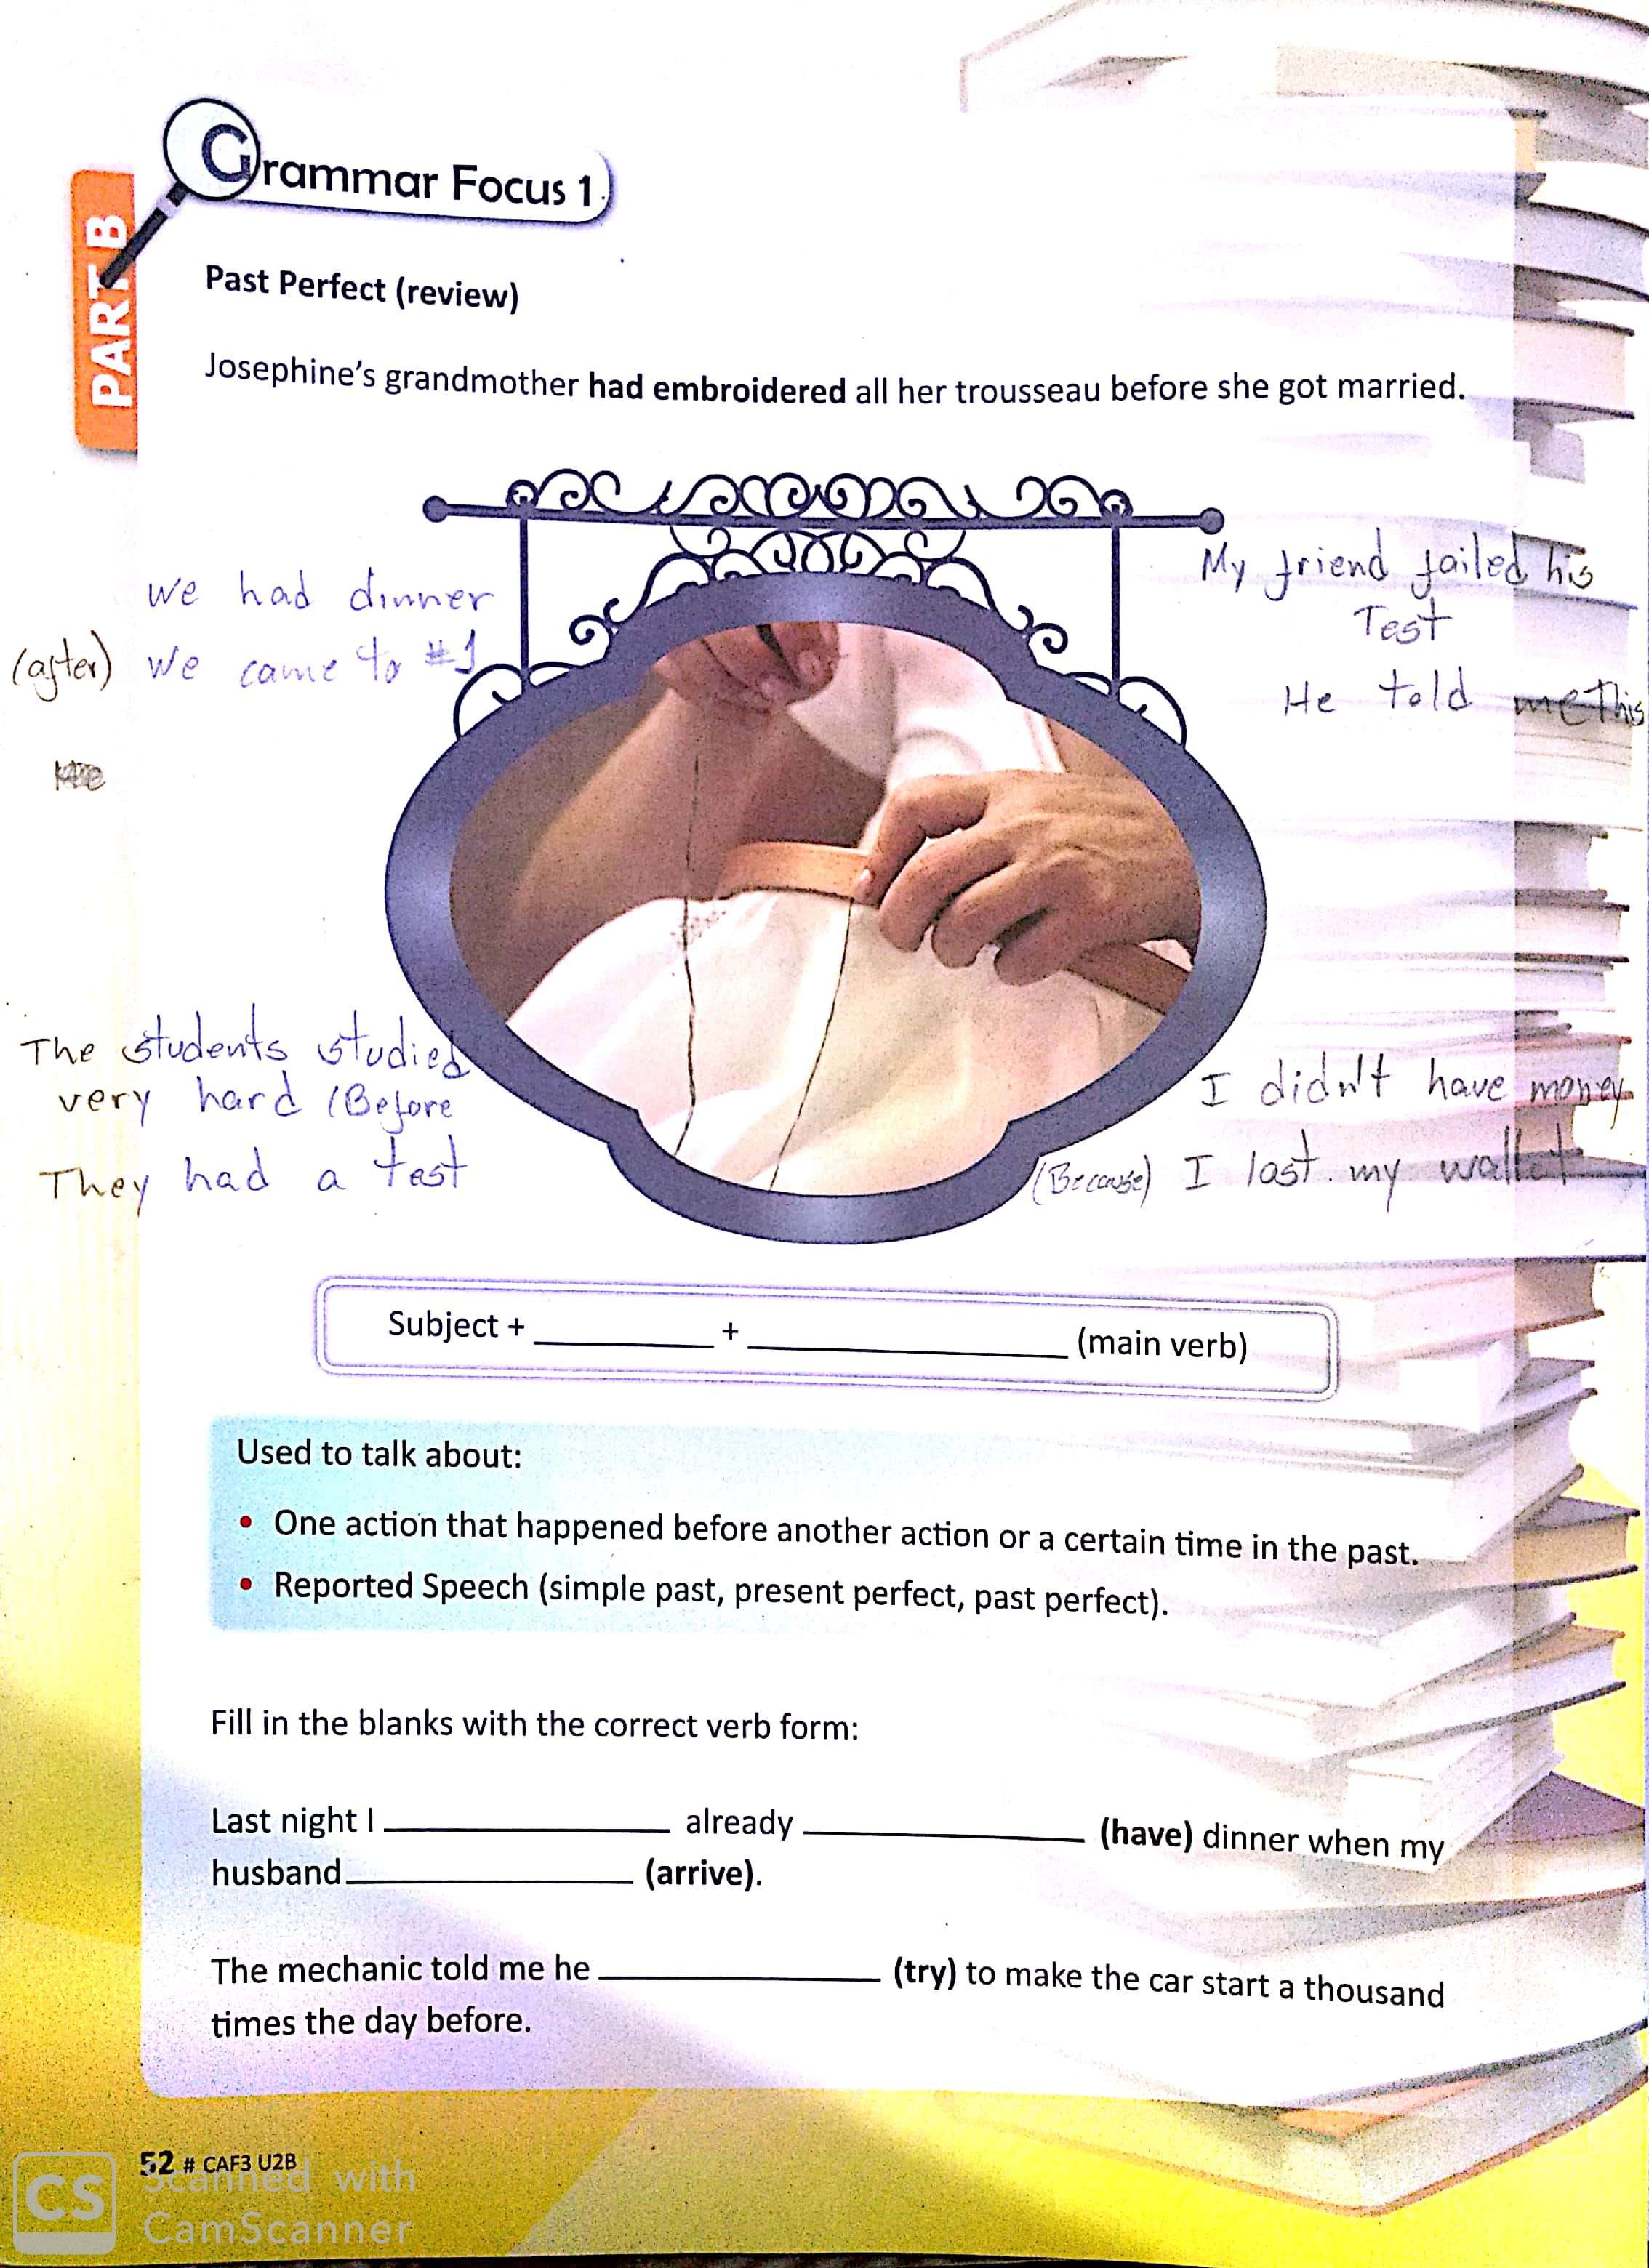 Grammar Focus 1
PART B
Past Perfect (review)
Josephine's grandmother had embroidered all her trousseau before she got married.
we had dinner
(after) we came to #1
My friend failed his
Test
He told me This
The students studied
very hard (Before
They had a test
I didn't have money
(Because) I lost my wallet
Subject + __________ + __________ (main verb)
Used to talk about:
• One action that happened before another action or a certain time in the past.
• Reported Speech (simple past, present perfect, past perfect).
Fill in the blanks with the correct verb form:
Last night I __________ already __________ (have) dinner when my
husband __________ (arrive).
The mechanic told me he __________ (try) to make the car start a thousand
times the day before.
52 # CAF3 U2B
CS
Scanned with
CamScanner